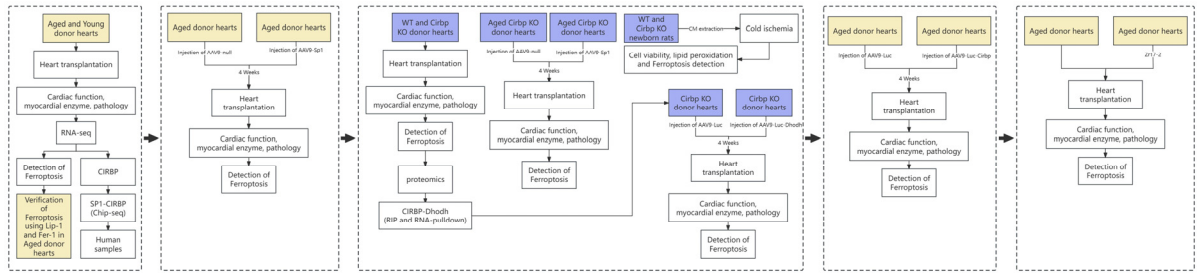 Aged and Young
donor hearts
Heart transplantation
Cardiac function,
myocardial enzyme, pathology
RNA-seq
Detection of
Ferroptosis
CIRBP
Verification
of Ferroptosis
using Lip-1
and Fer-1 in
Aged donor
hearts
SP1-CIRBP
(Chip-seq)
Human
samples
Aged donor hearts
Aged donor hearts
Injection of AAV9-null
Injection of AAV9-Sp1
4 Weeks
Heart
transplantation
Cardiac function,
myocardial enzyme, pathology
Detection
of Ferroptosis
WT and Cirbp
KO donor hearts
Heart transplantation
Cardiac function,
myocardial enzyme, pathology
Detection of
Ferroptosis
proteomics
CIRBP-Dhodh
(RIP and RNA-pulldown)
Aged Cirbp KO
donor hearts
Aged Cirbp KO
donor hearts
Injection of AAV9-null
Injection of AAV9-Sp1
4 Weeks
Heart transplantation
Cardiac function,
myocardial enzyme, pathology
Detection
of Ferroptosis
WT and
Cirbp KO
newborn rats
CM extraction
Cold ischemia
Cell viability, lipid peroxidation
and Ferroptosis detection
Cirbp KO
donor hearts
Cirbp KO
donor hearts
Injection of AAV9-Luc
Injection of AAV9-Luc-Dhodh
4 Weeks
Heart
transplantation
Cardiac function,
myocardial enzyme, pathology
Detection
of Ferroptosis
Aged donor hearts
Aged donor hearts
Injection of AAV9-Luc
Injection of AAV9-Luc-Cirbp
4 Weeks
Heart
transplantation
Cardiac function,
myocardial enzyme, pathology
Detection
of Ferroptosis
Aged donor hearts
Aged donor hearts
Heart
transplantation
Cardiac function,
myocardial enzyme, pathology
Detection
of Ferroptosis